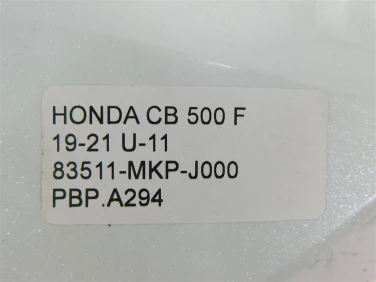 HONDA CB 500 F
19-21 U-11
83511-MKP-J000
PBP.A294